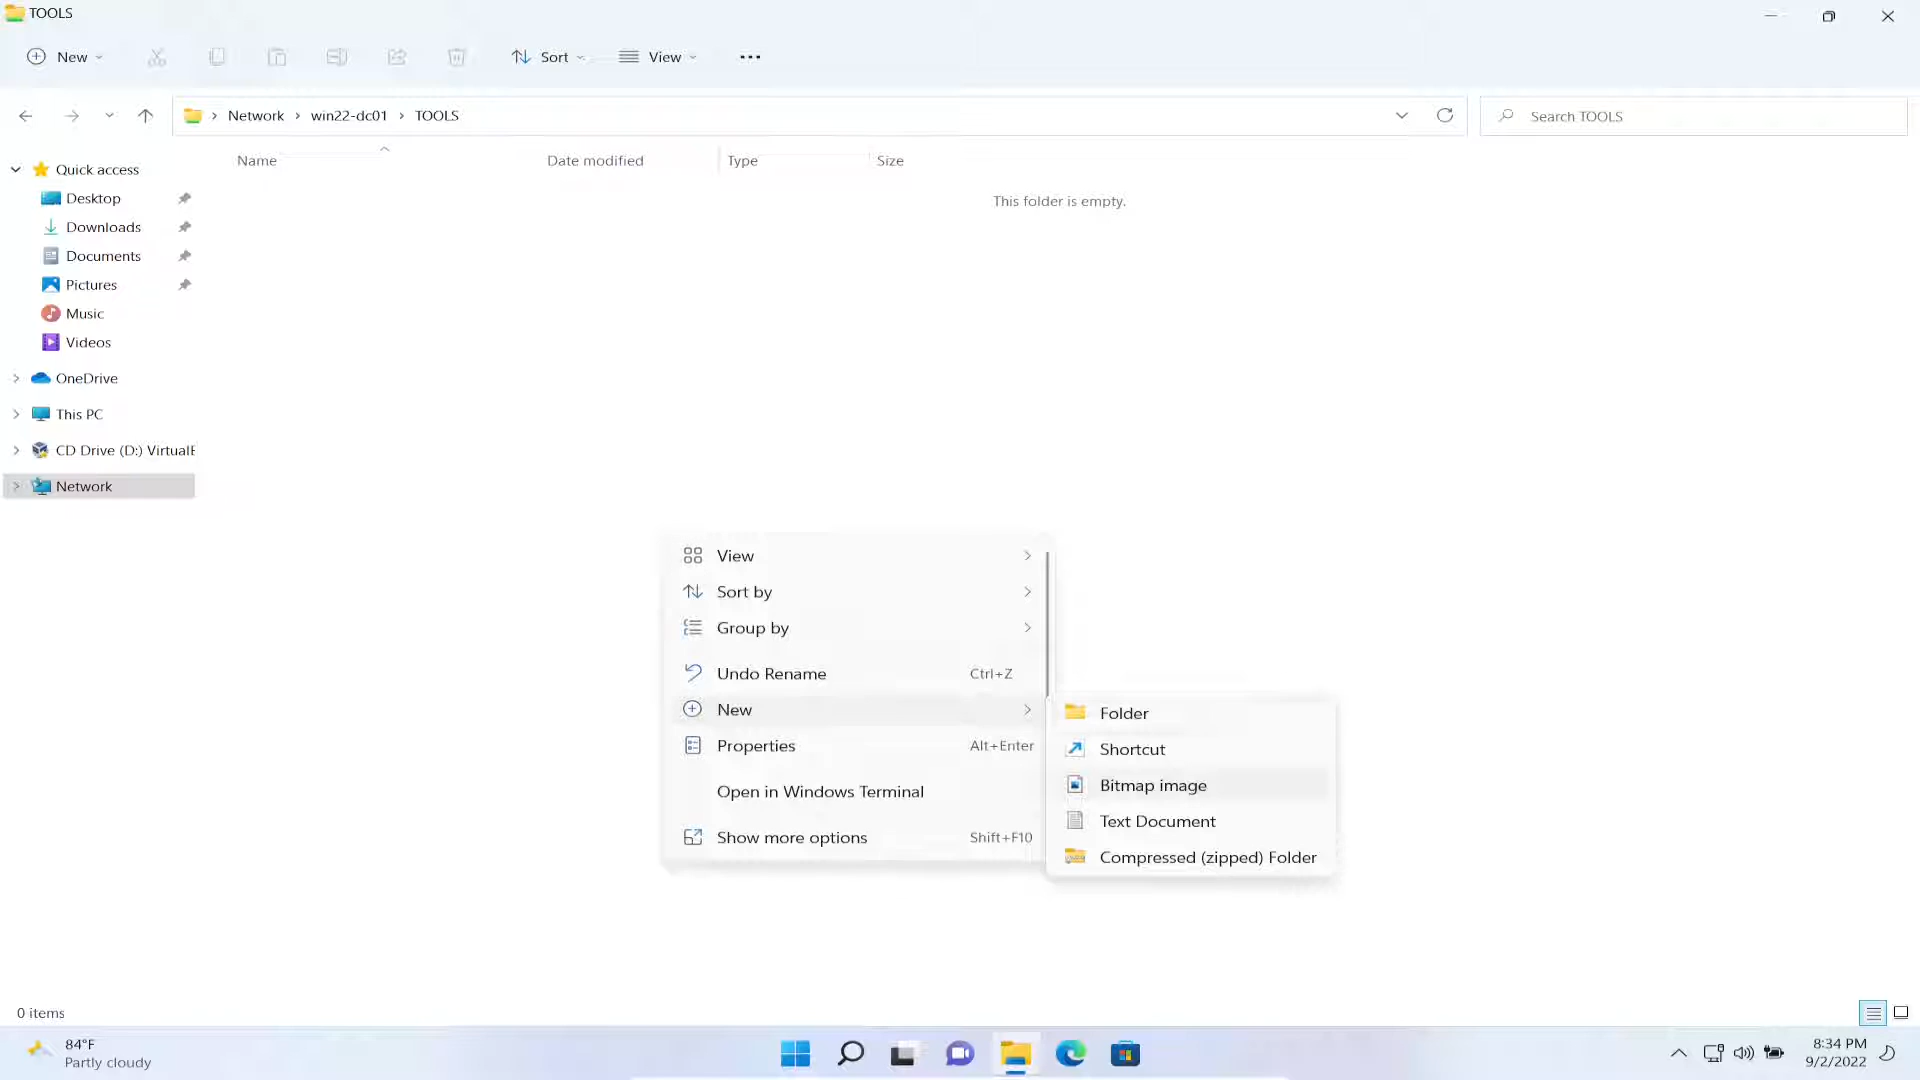 TOOLS
New
Sort
View
Network
win22-dc01
TOOLS
Search TOOLS
Name
Date modified
Type
Size
This folder is empty.
Quick access
Desktop
Downloads
Documents
Pictures
Music
Videos
OneDrive
This PC
CD Drive (D:) Virtual
Network
View
Sort by
Group by
Undo Rename Ctrl+Z
New
Properties Alt+Enter
Open in Windows Terminal
Show more options Shift+F10
Folder
Shortcut
Bitmap image
Text Document
Compressed (zipped) Folder
0 items
84°F
Partly cloudy
8:34 PM
9/2/2022